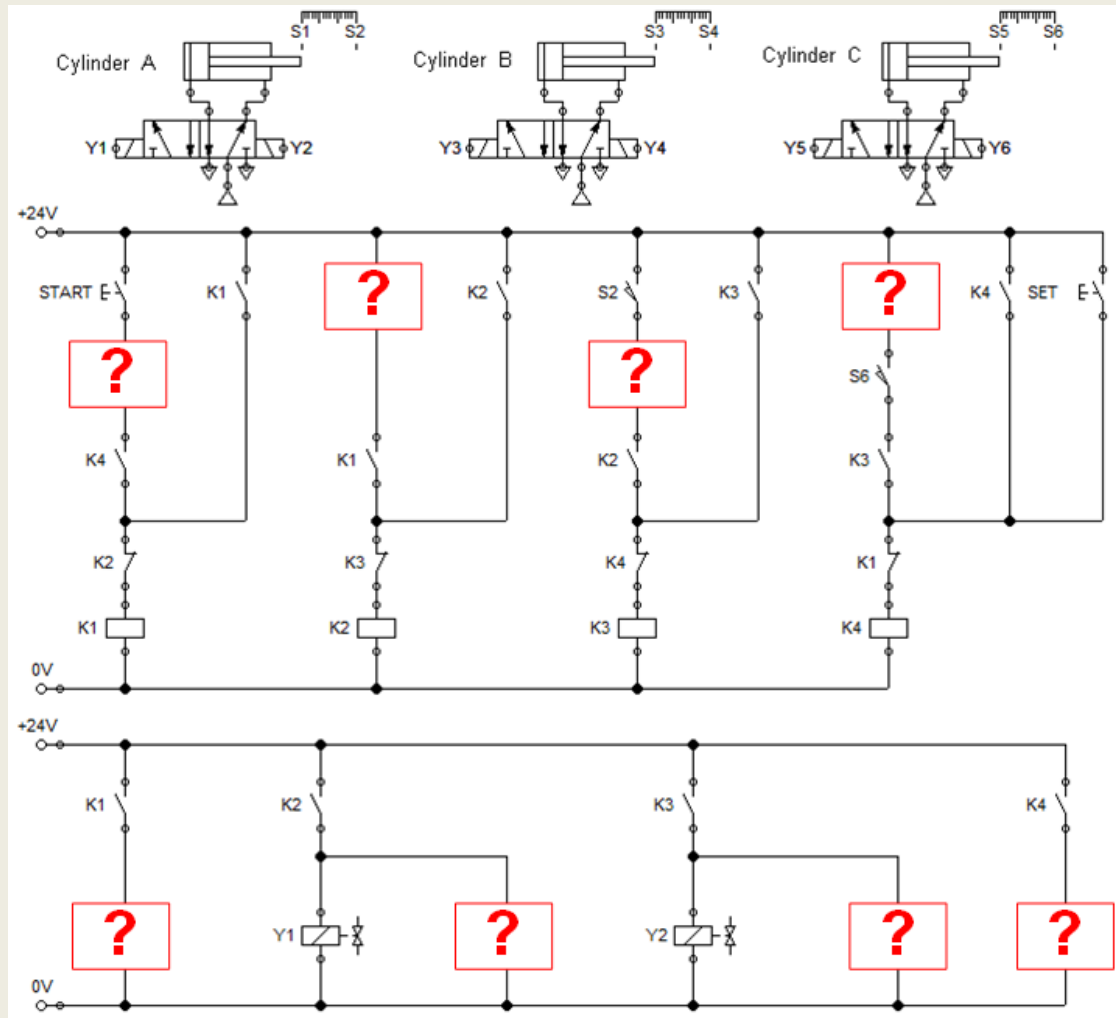 S1 S2 S3 S4 S5 S6
Cylinder A Cylinder B Cylinder C
Y1 Y2 Y3 Y4 Y5 Y6
+24V
START K1 ? K2 S2 K3 ? K4 SET
? ? S6
K4 K1 K2 K3
K2 K3 K4 K1
K1 K2 K3 K4
0V
+24V
K1 K2 K3 K4
? Y1 ? Y2 ? ?
0V